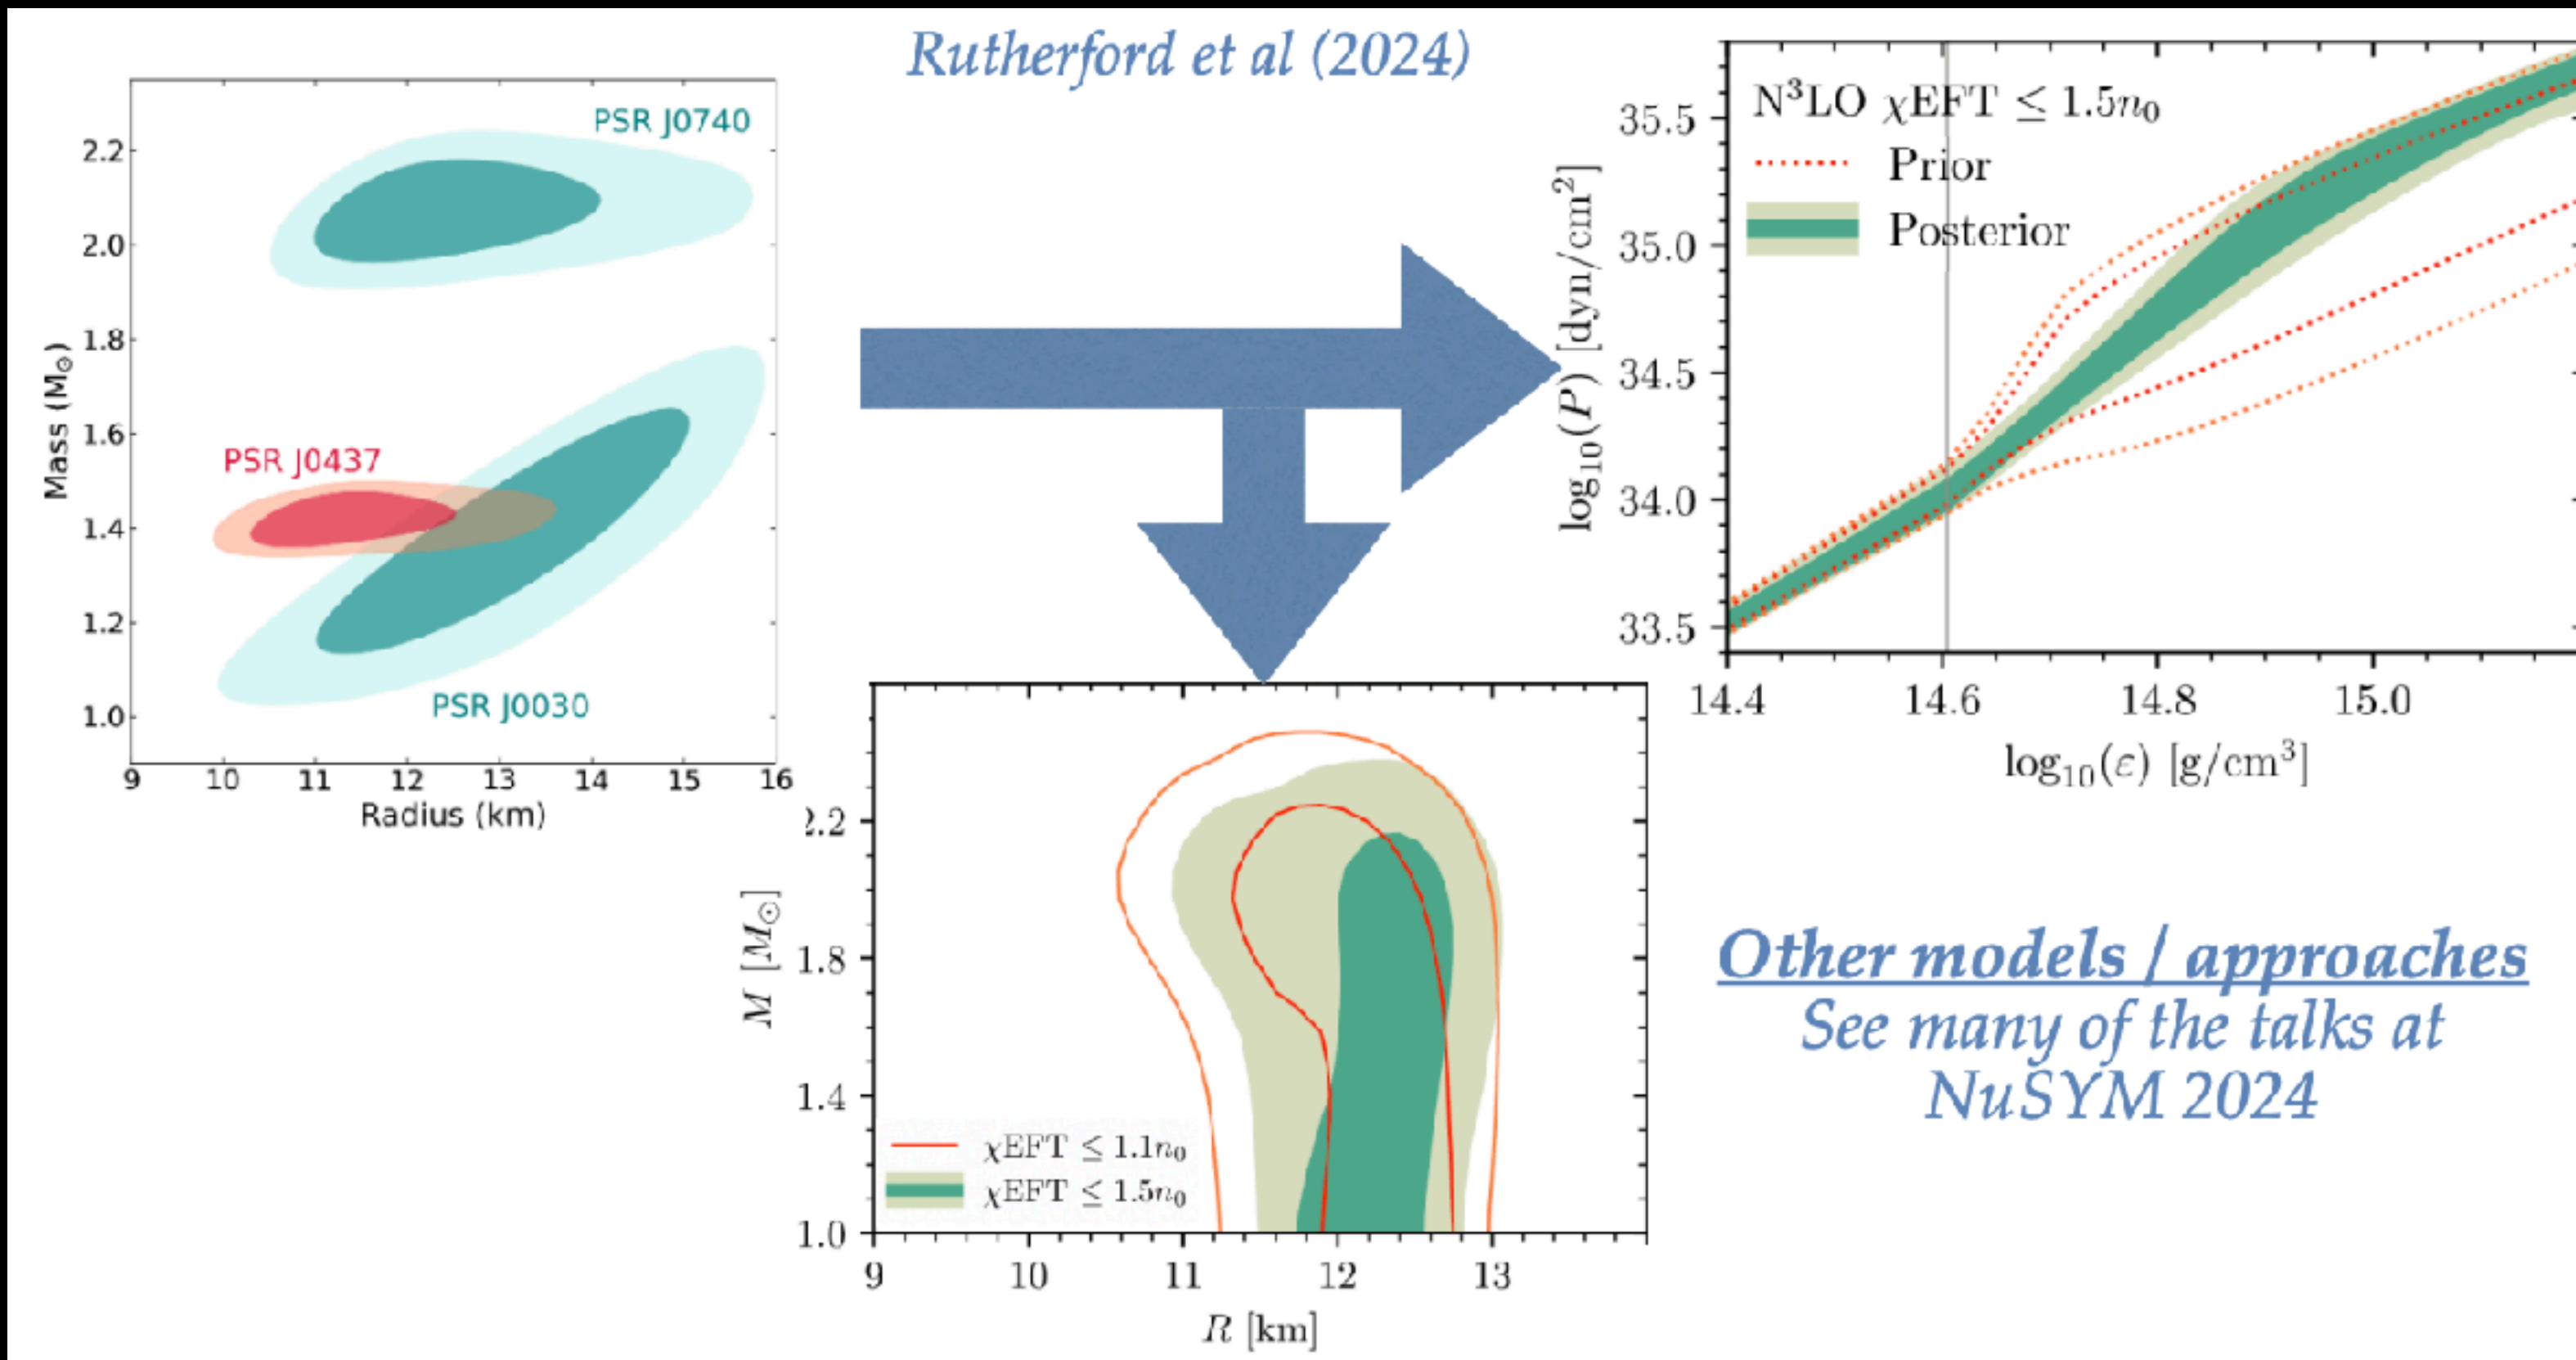 Rutherford et al (2024)
PSR J0740
PSR J0437
PSR J0030
2.2
2.0
1.8
1.6
1.4
1.2
1.0
Mass (M⊙)
9 10 11 12 13 14 15 16
Radius (km)
N³LO χEFT ≤ 1.5n₀
Prior
Posterior
35.5
35.0
34.5
34.0
33.5
log₁₀(P) [dyn/cm²]
14.4 14.6 14.8 15.0
log₁₀(ε) [g/cm³]
2.2
1.8
1.4
1.0
M [M⊙]
χEFT ≤ 1.1n₀
χEFT ≤ 1.5n₀
9 10 11 12 13
R [km]
Other models / approaches
See many of the talks at
NuSYM 2024